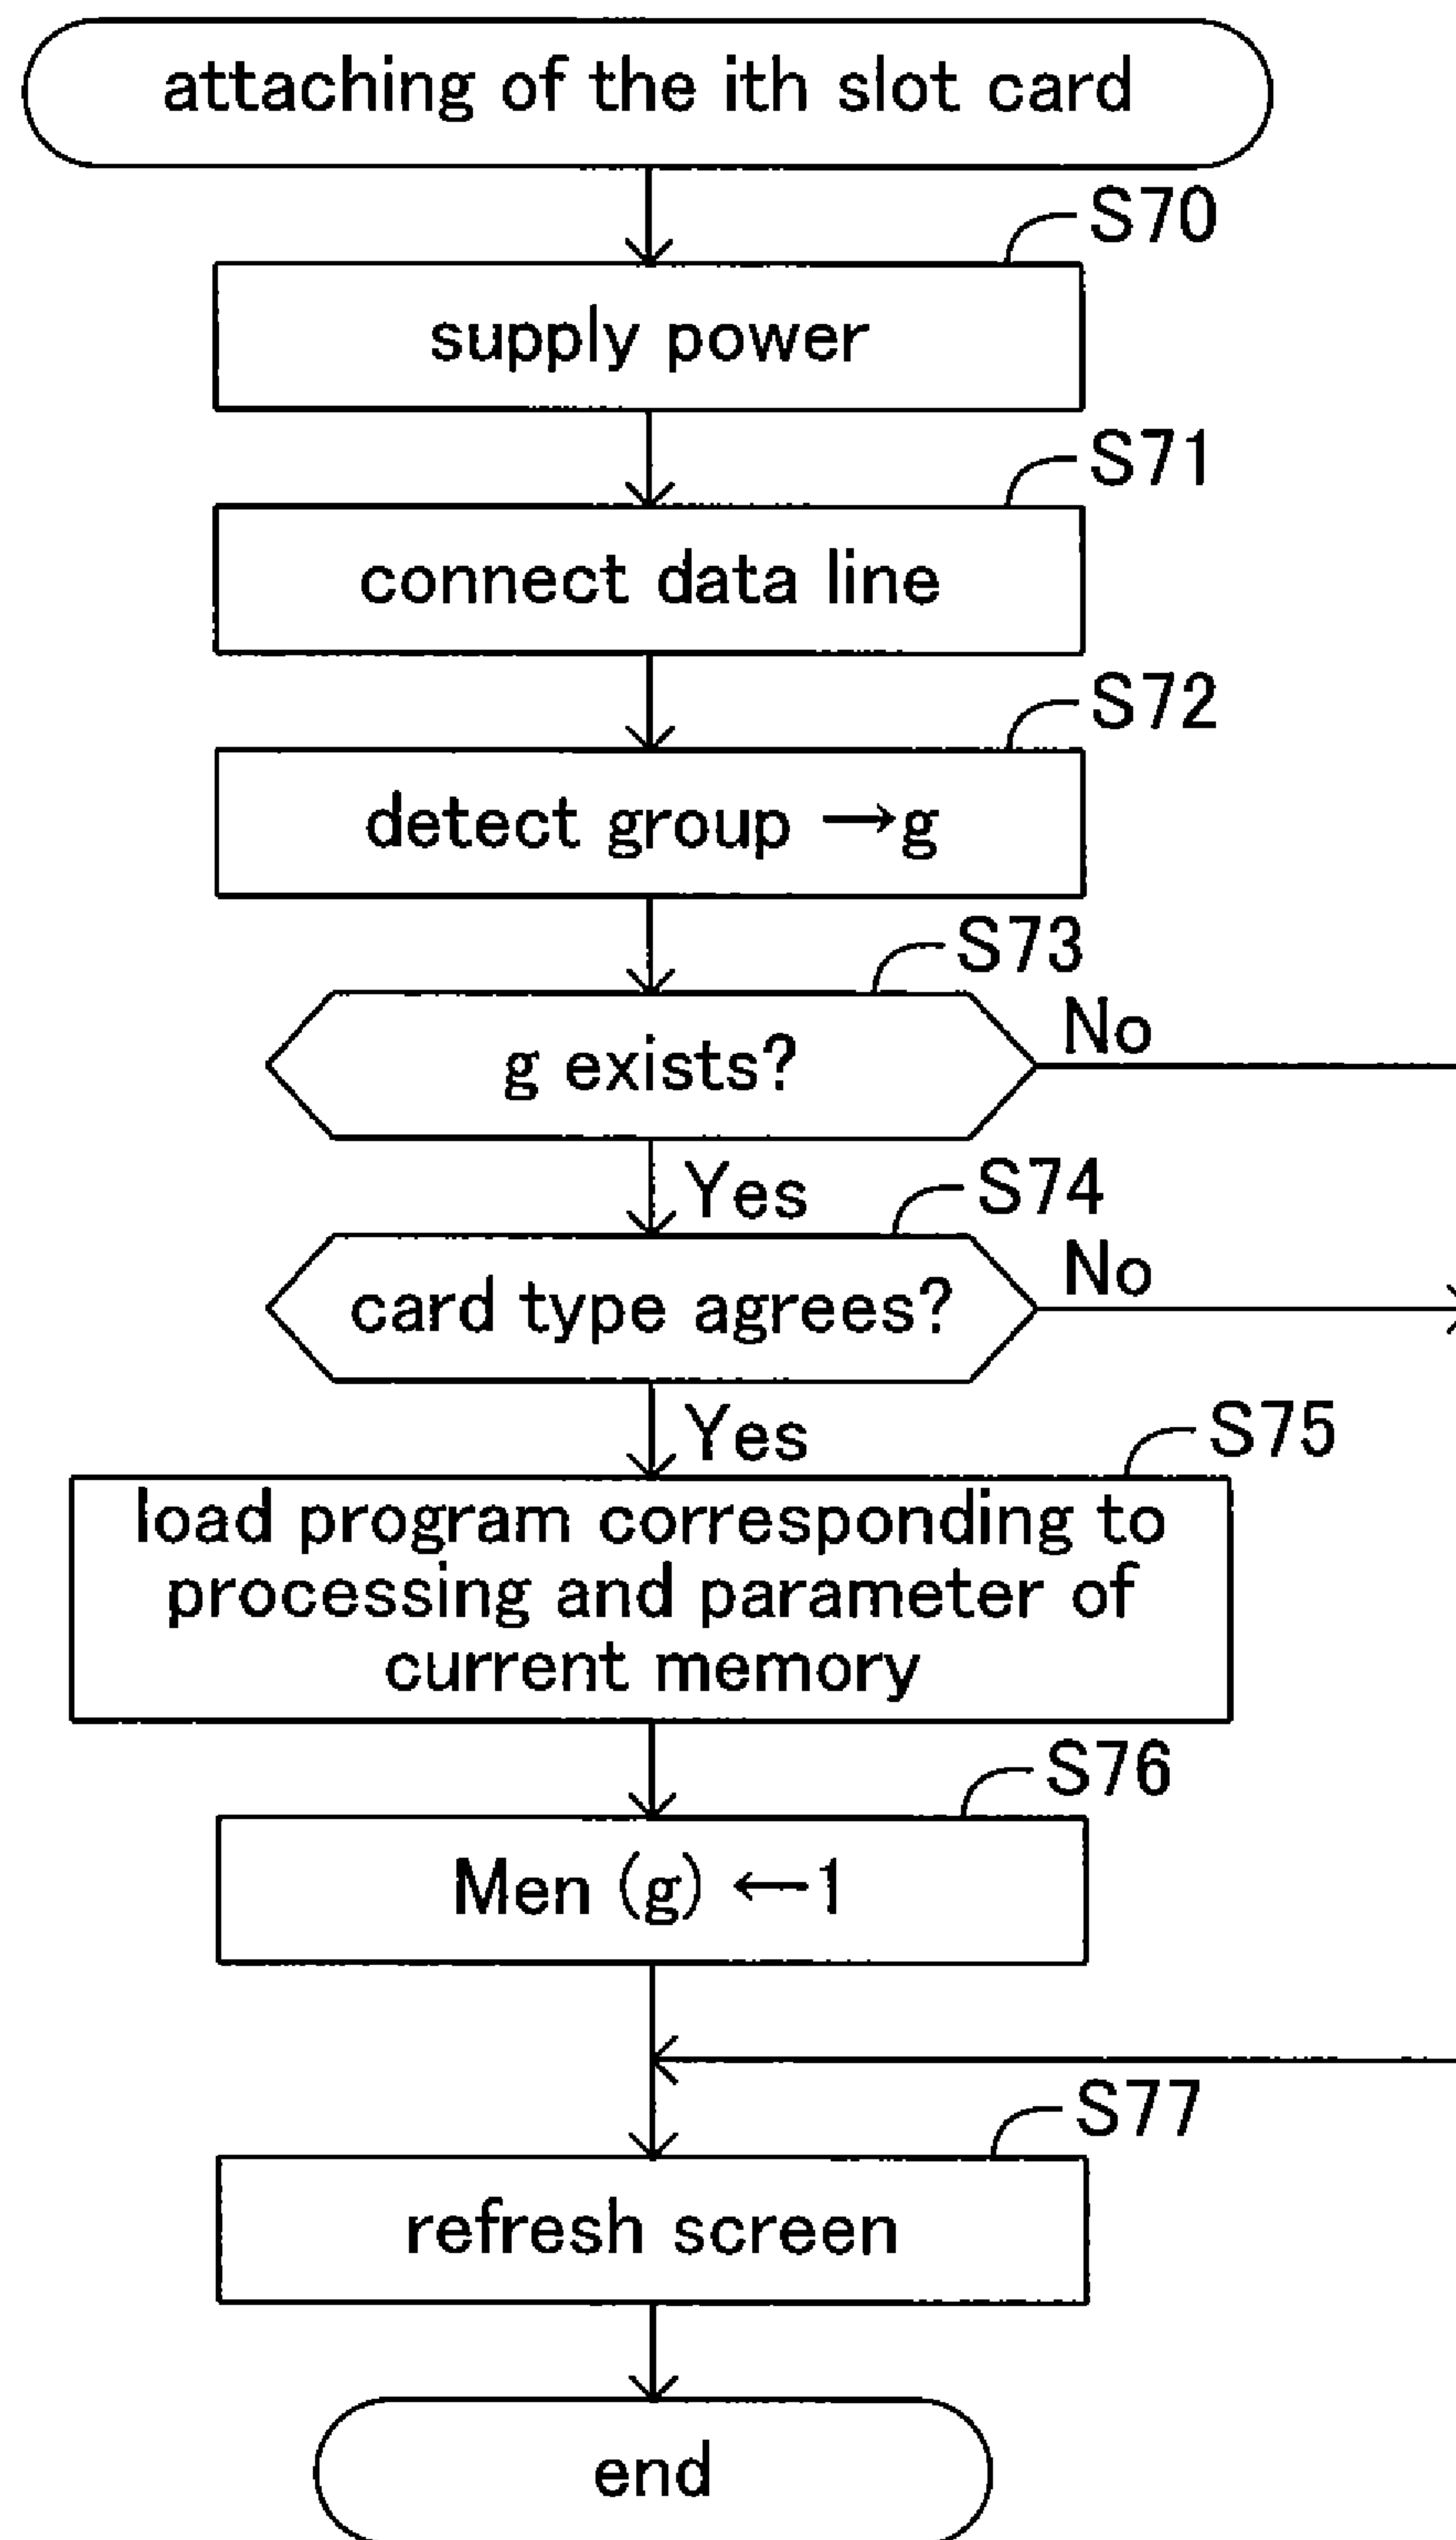 attaching of the ith slot card
S70
supply power
S71
connect data line
S72
detect group →g
S73
g exists?
No
Yes
S74
card type agrees?
No
Yes
S75
load program corresponding to
processing and parameter of
current memory
S76
Men (g) ←1
S77
refresh screen
end